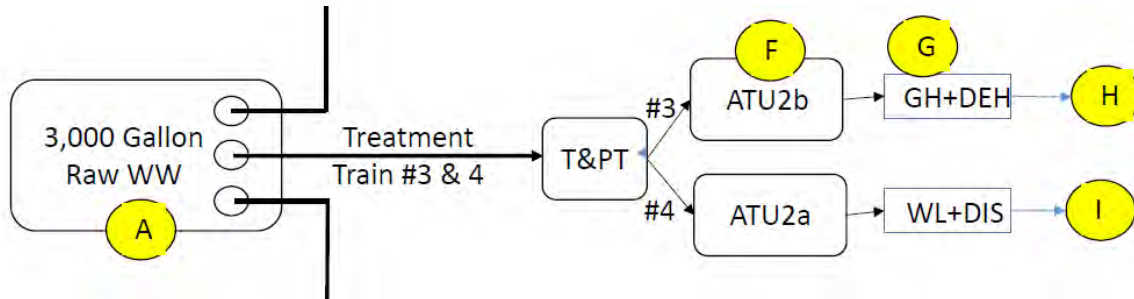 3,000 Gallon
Raw WW
A
Treatment
Train #3 & 4
T&PT
#3
#4
F
ATU2b
G
GH+DEH
H
ATU2a
WL+DIS
I